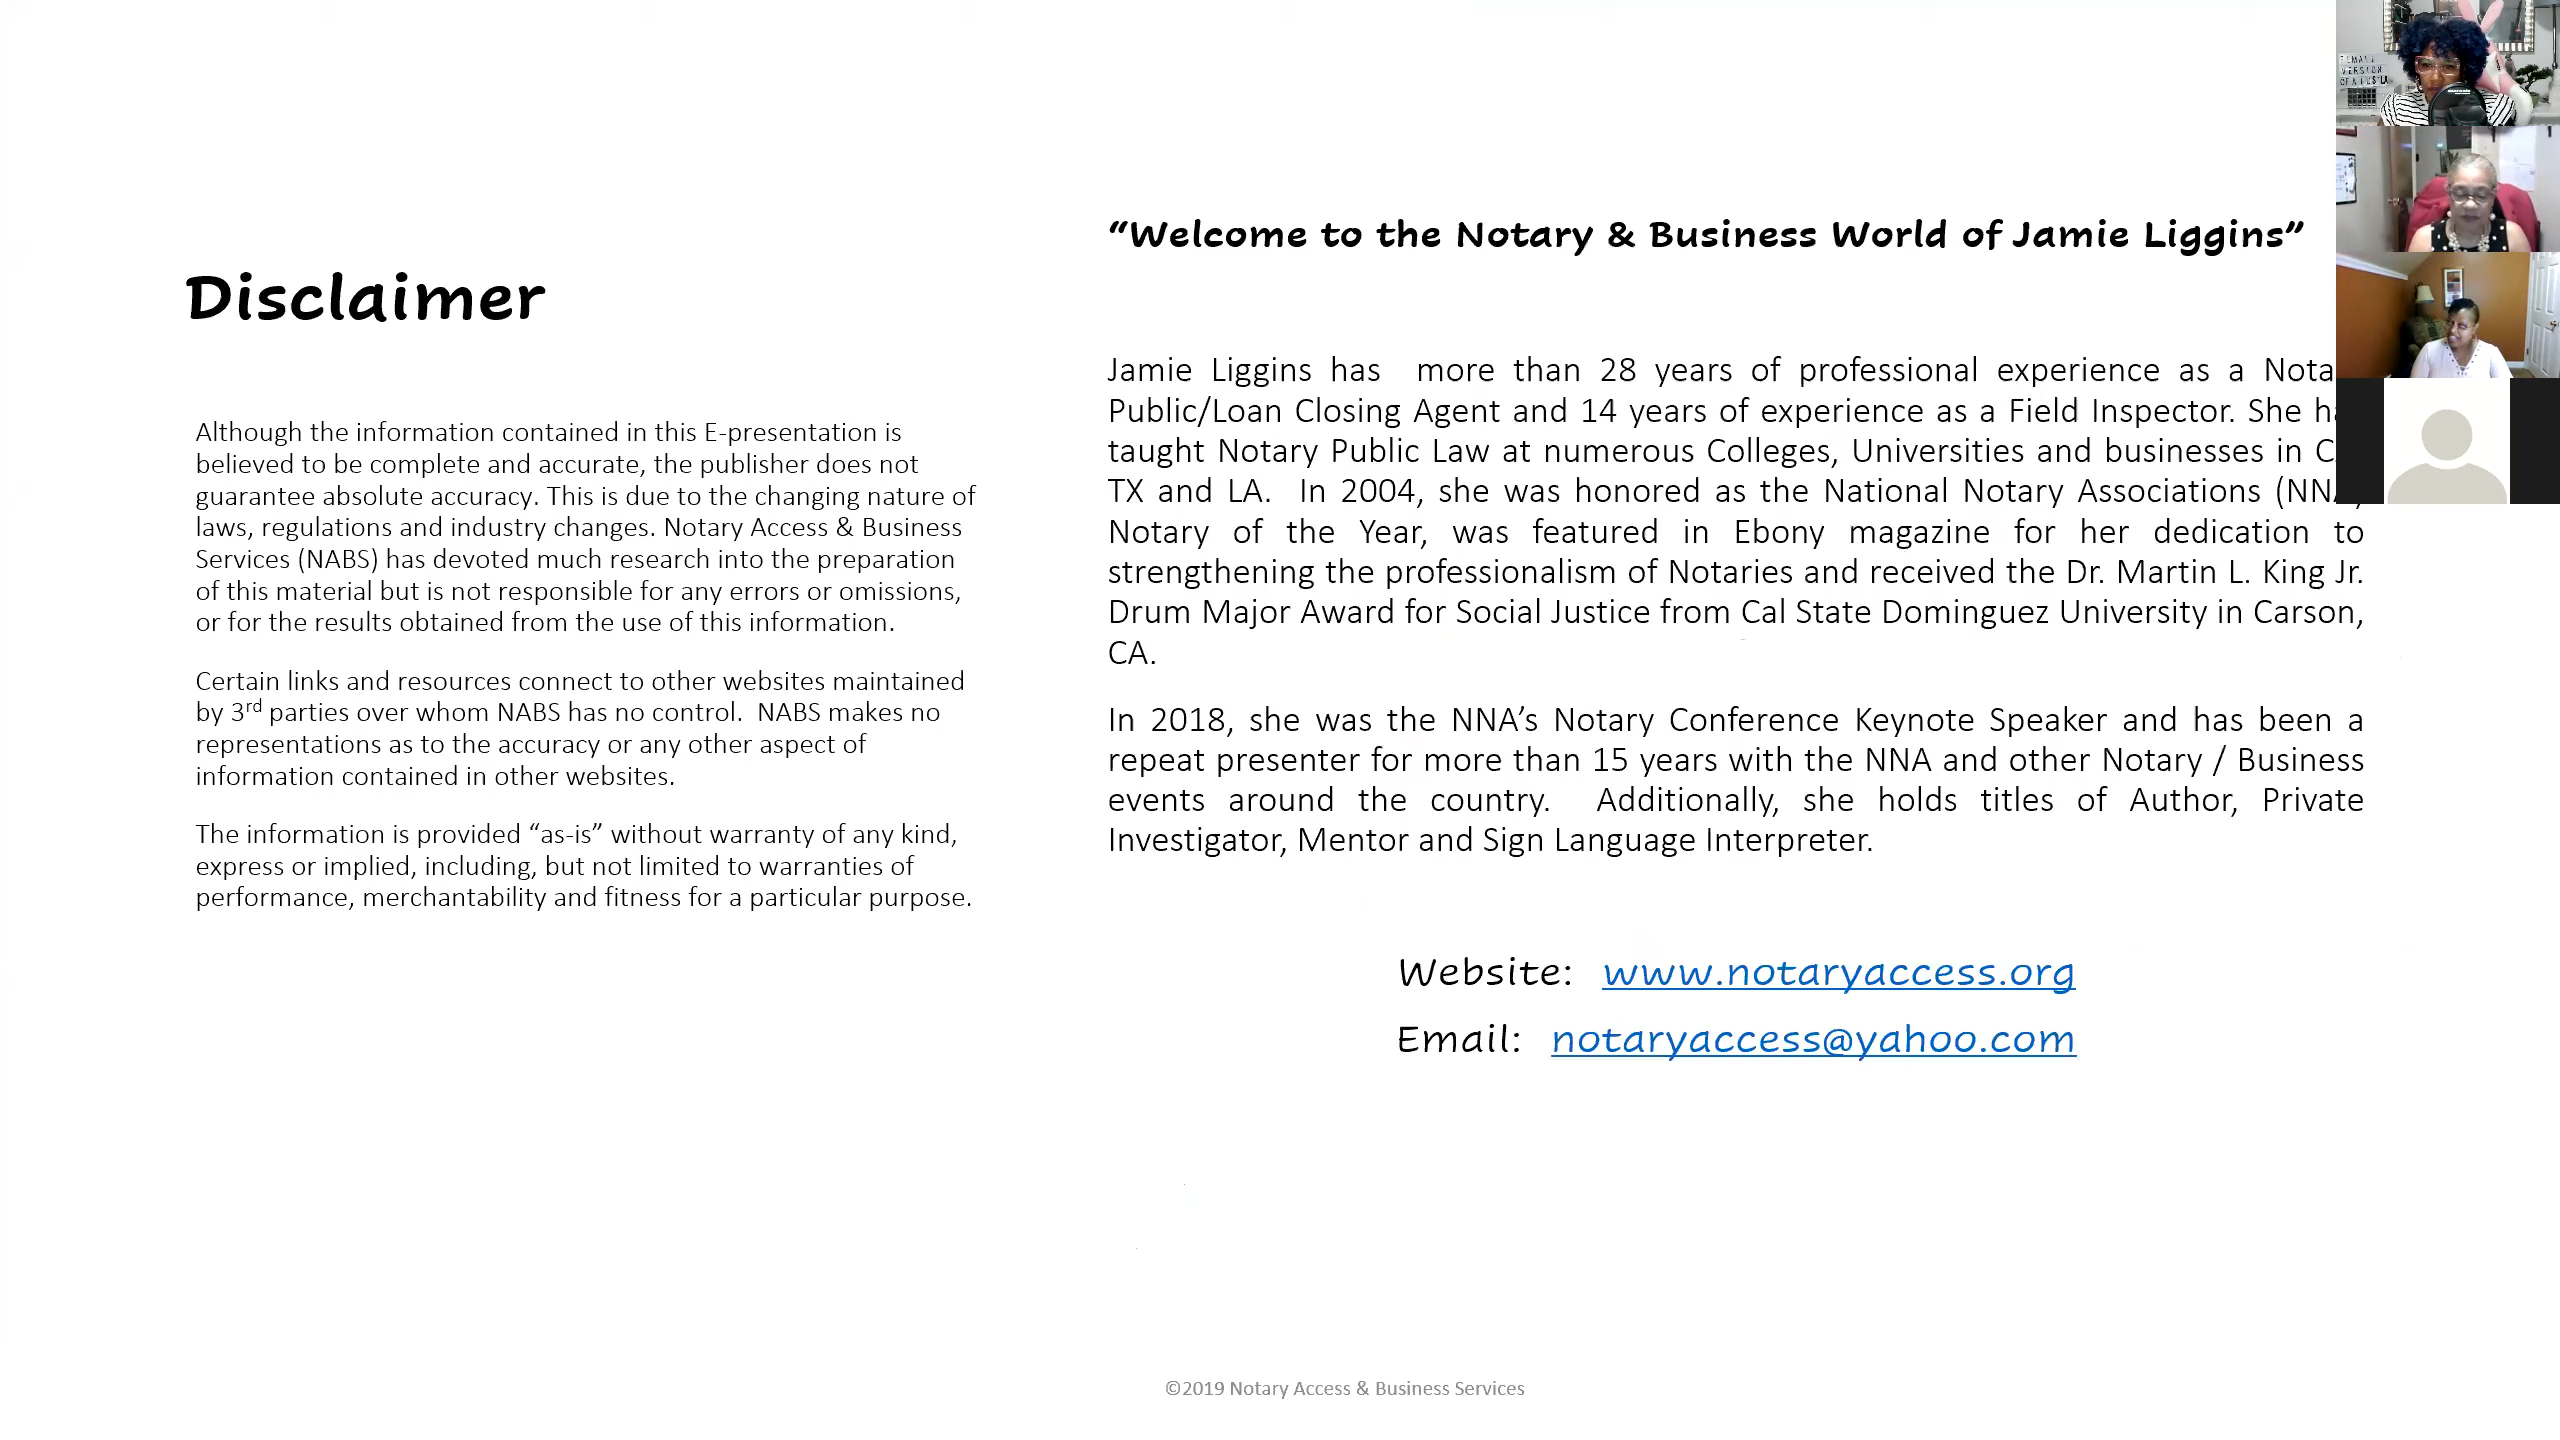 Disclaimer
Although the information contained in this E-presentation is
believed to be complete and accurate, the publisher does not
guarantee absolute accuracy. This is due to the changing nature of
laws, regulations and industry changes. Notary Access & Business
Services (NABS) has devoted much research into the preparation
of this material but is not responsible for any errors or omissions,
or for the results obtained from the use of this information.
Certain links and resources connect to other websites maintained
by 3rd parties over whom NABS has no control. NABS makes no
representations as to the accuracy or any other aspect of
information contained in other websites.
The information is provided “as-is” without warranty of any kind,
express or implied, including, but not limited to warranties of
performance, merchantability and fitness for a particular purpose.
“Welcome to the Notary & Business World of Jamie Liggins”
Jamie Liggins has more than 28 years of professional experience as a
Public/Loan Closing Agent and 14 years of experience as a Field Inspector. She
taught Notary Public Law at numerous Colleges, Universities and businesses in
TX and LA. In 2004, she was honored as the National Notary Associations (NNA)
Notary of the Year, was featured in Ebony magazine for her dedication to
strengthening the professionalism of Notaries and received the Dr. Martin L. King Jr.
Drum Major Award for Social Justice from Cal State Dominguez University in Carson,
CA.
In 2018, she was the NNA’s Notary Conference Keynote Speaker and has been a
repeat presenter for more than 15 years with the NNA and other Notary / Business
events around the country. Additionally, she holds titles of Author, Private
Investigator, Mentor and Sign Language Interpreter.
Website: www.notaryaccess.org
Email: notaryaccess@yahoo.com
©2019 Notary Access & Business Services
VERSION